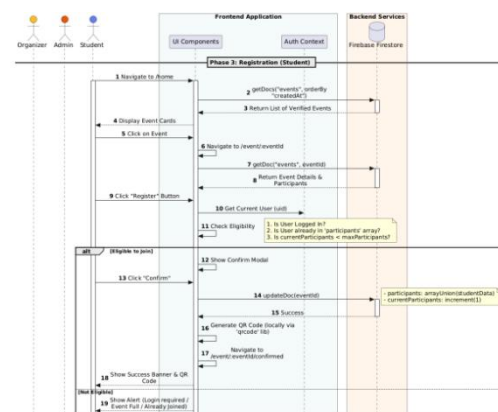 Frontend Application
Backend Services
Organizer
Admin
Student
UI Components
Auth Context
Firebase Firestore
Phase 3: Registration (Student)
1 Navigate to /home
2 getDocs("events", orderBy
"createdAt")
3 Return List of Verified Events
4 Display Event Cards
5 Click on Event
6 Navigate to /event/:eventId
7 getDoc("events", eventId)
8 Return Event Details &
Participants
9 Click "Register" Button
10 Get Current User (uid)
11 Check Eligibility
1. Is User Logged In?
2. Is User already in 'participants' array?
3. Is currentParticipants < maxParticipants?
alt
[Eligible to Join]
12 Show Confirm Modal
13 Click "Confirm"
14 updateDoc(eventId)
- participants: arrayUnion(studentData)
- currentParticipants: increment(1)
15 Success
16 Generate QR Code (locally via
'qrcode' lib)
17 Navigate to
/event/:eventId/confirmed
18 Show Success Banner & QR
Code
[Not Eligible]
19 Show Alert (Login required /
Event Full / Already Joined)